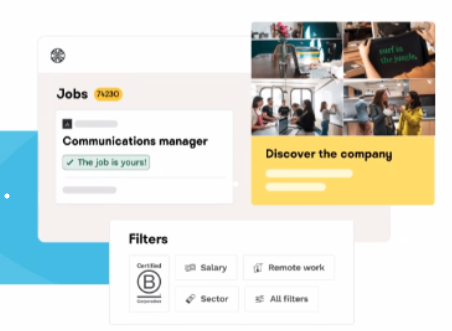 Jobs 74230
Communications manager
✓ The job is yours!
surf in
the jungle.
Discover the company
Filters
Certified
B
Corporation
Salary
Remote work
Sector
All filters